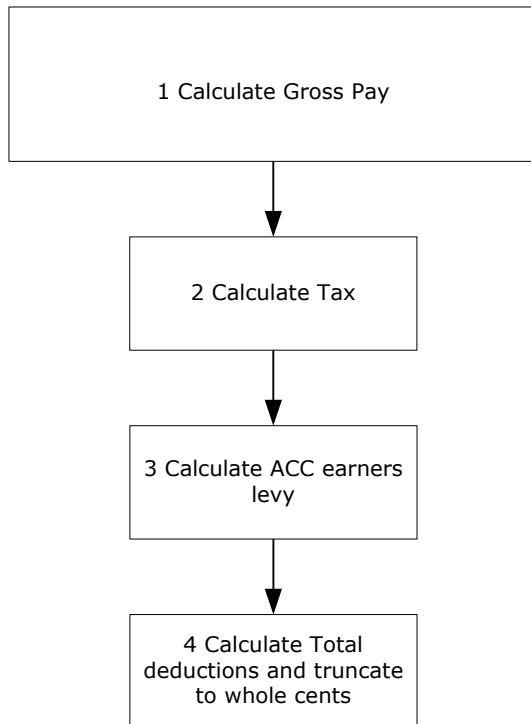 1 Calculate Gross Pay
2 Calculate Tax
3 Calculate ACC earners
levy
4 Calculate Total
deductions and truncate
to whole cents